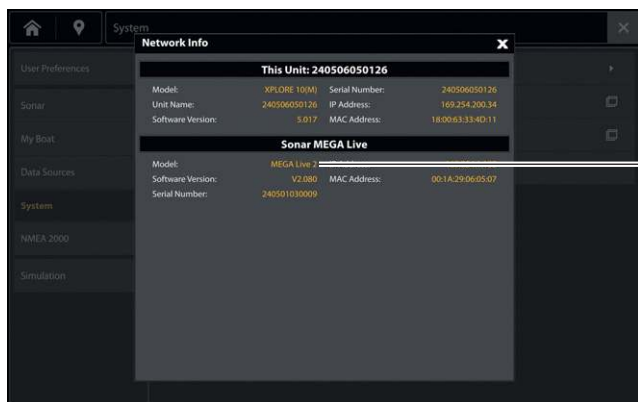 System
Network Info
User Preferences
This Unit: 240506050126
Model: XPLORE 10(M) Serial Number: 240506050126
Sonar
Unit Name: 240506050126 IP Address: 169.254.200.34
Software Version: 5.017 MAC Address: 18:00:63:33:4D:11
My Boat
Sonar MEGA Live
Model: MEGA Live 2
Data Sources
Software Version: V2.080 MAC Address: 00:1A:29:06:05:07
Serial Number: 240501030009
System
NMEA 2000
Simulation